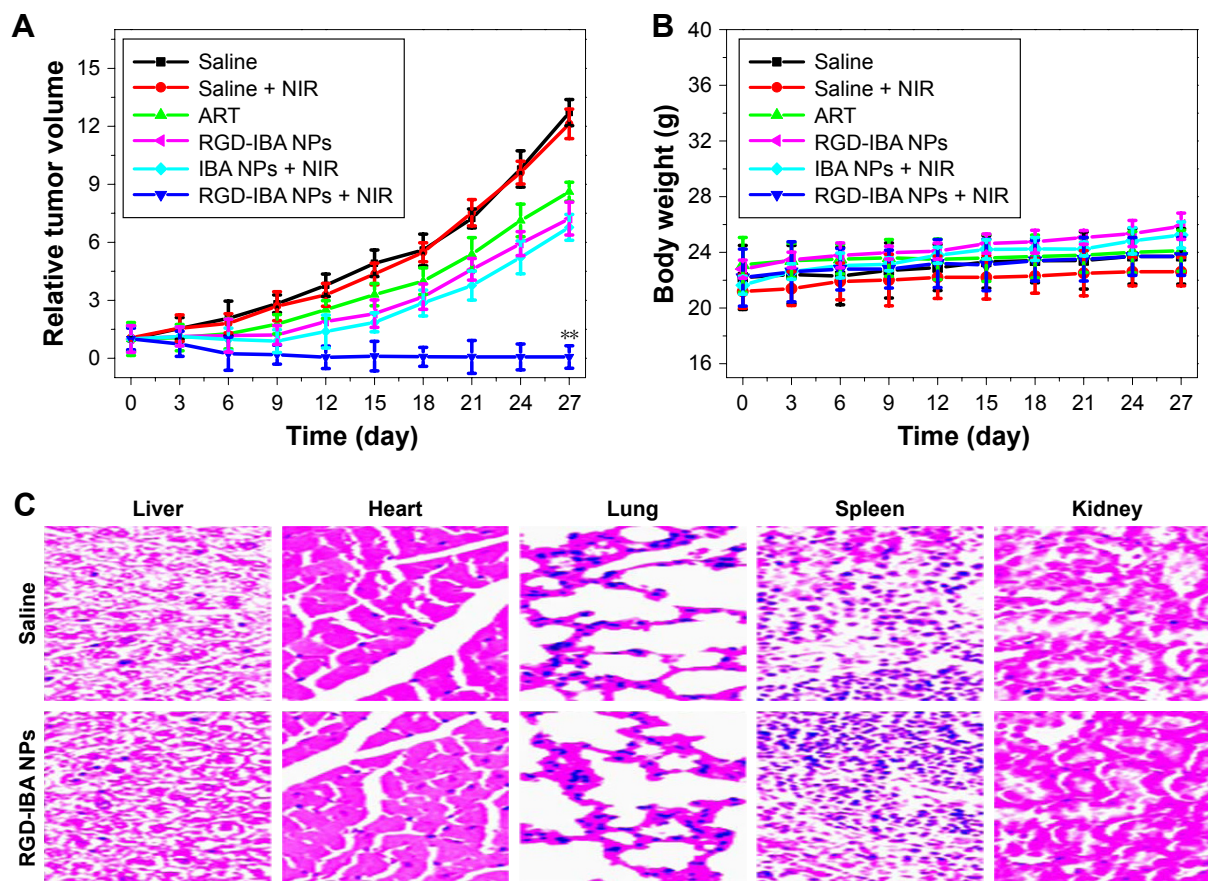 A
Relative tumor volume
15
12
9
6
3
0
Saline
Saline + NIR
ART
RGD-IBA NPs
IBA NPs + NIR
RGD-IBA NPs + NIR
**
0 3 6 9 12 15 18 21 24 27
Time (day)
B
Body weight (g)
40
36
32
28
24
20
16
Saline
Saline + NIR
ART
RGD-IBA NPs
IBA NPs + NIR
RGD-IBA NPs + NIR
0 3 6 9 12 15 18 21 24 27
Time (day)
C
Liver Heart Lung Spleen Kidney
Saline
RGD-IBA NPs